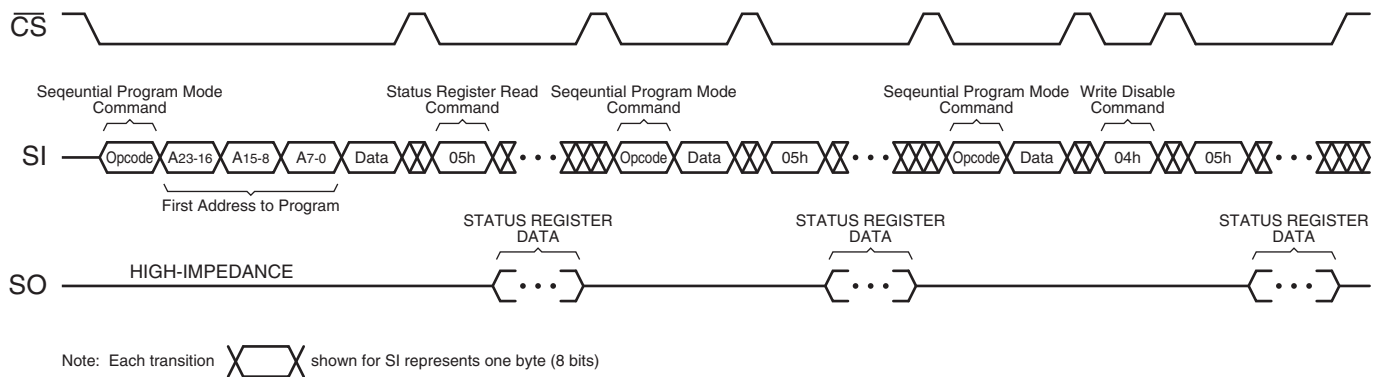 CS
Seqeuntial Program Mode
Command
Status Register Read
Command
Seqeuntial Program Mode
Command
Seqeuntial Program Mode
Command
Write Disable
Command
SI
Opcode A23-16 A15-8 A7-0 Data 05h Opcode Data 05h Opcode Data 04h 05h
First Address to Program
STATUS REGISTER
DATA
STATUS REGISTER
DATA
STATUS REGISTER
DATA
SO
HIGH-IMPEDANCE
Note: Each transition shown for SI represents one byte (8 bits)